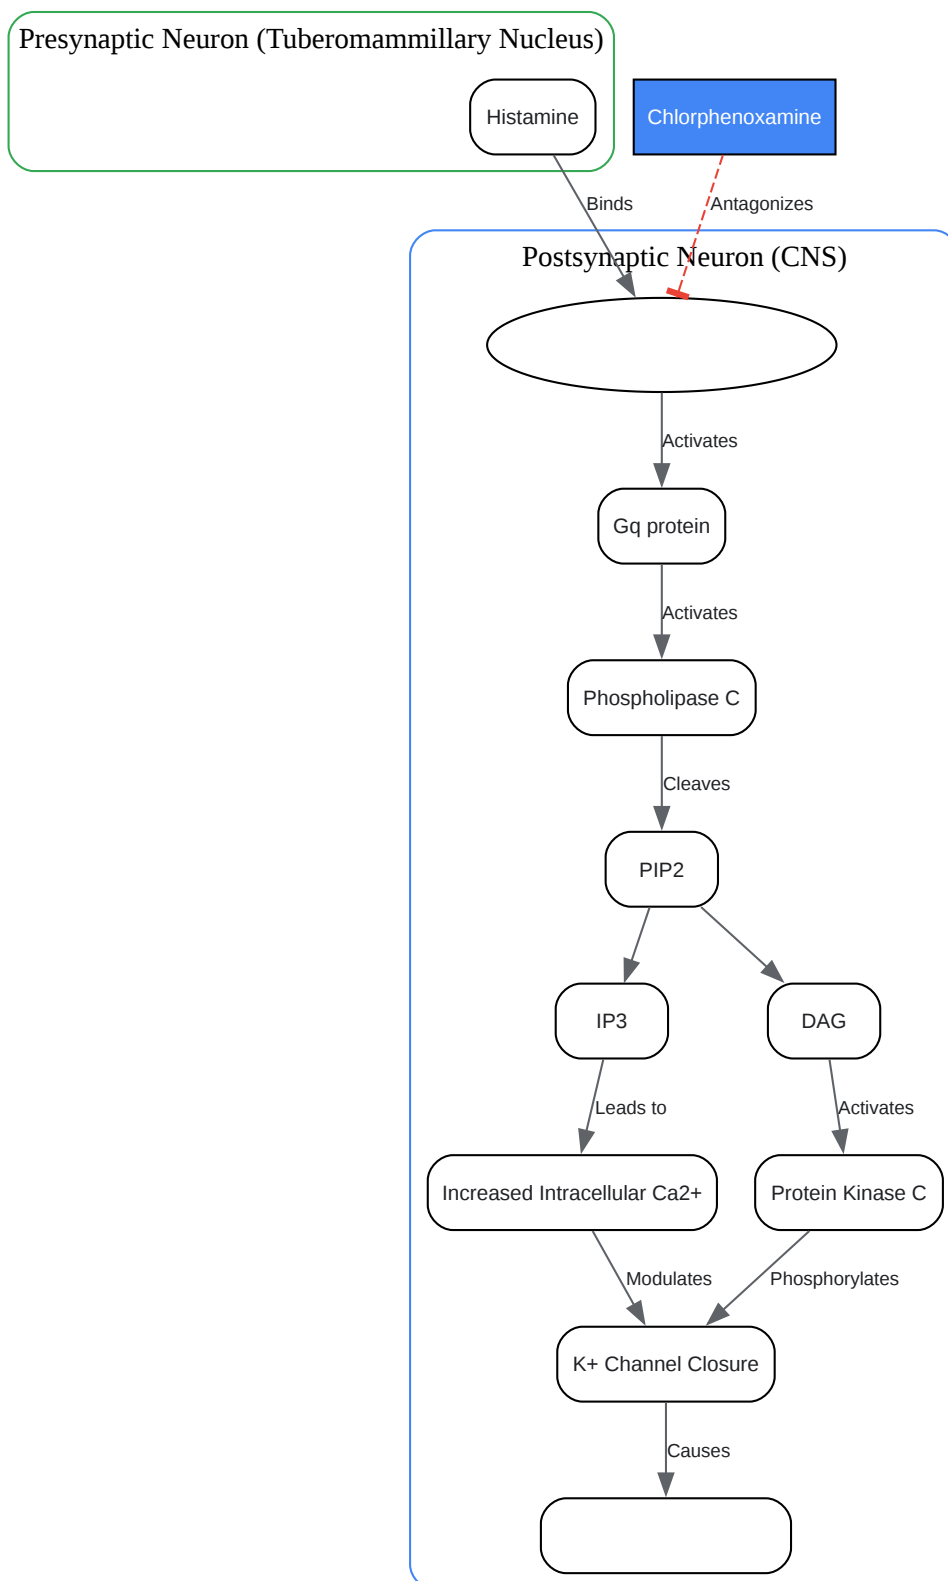 Presynaptic Neuron (Tuberomammillary Nucleus)
Histamine
Chlorphenoxamine
Binds
Antagonizes
Postsynaptic Neuron (CNS)
Activates
Gq protein
Activates
Phospholipase C
Cleaves
PIP2
IP3
DAG
Leads to
Activates
Increased Intracellular Ca2+
Protein Kinase C
Modulates
Phosphorylates
K+ Channel Closure
Causes